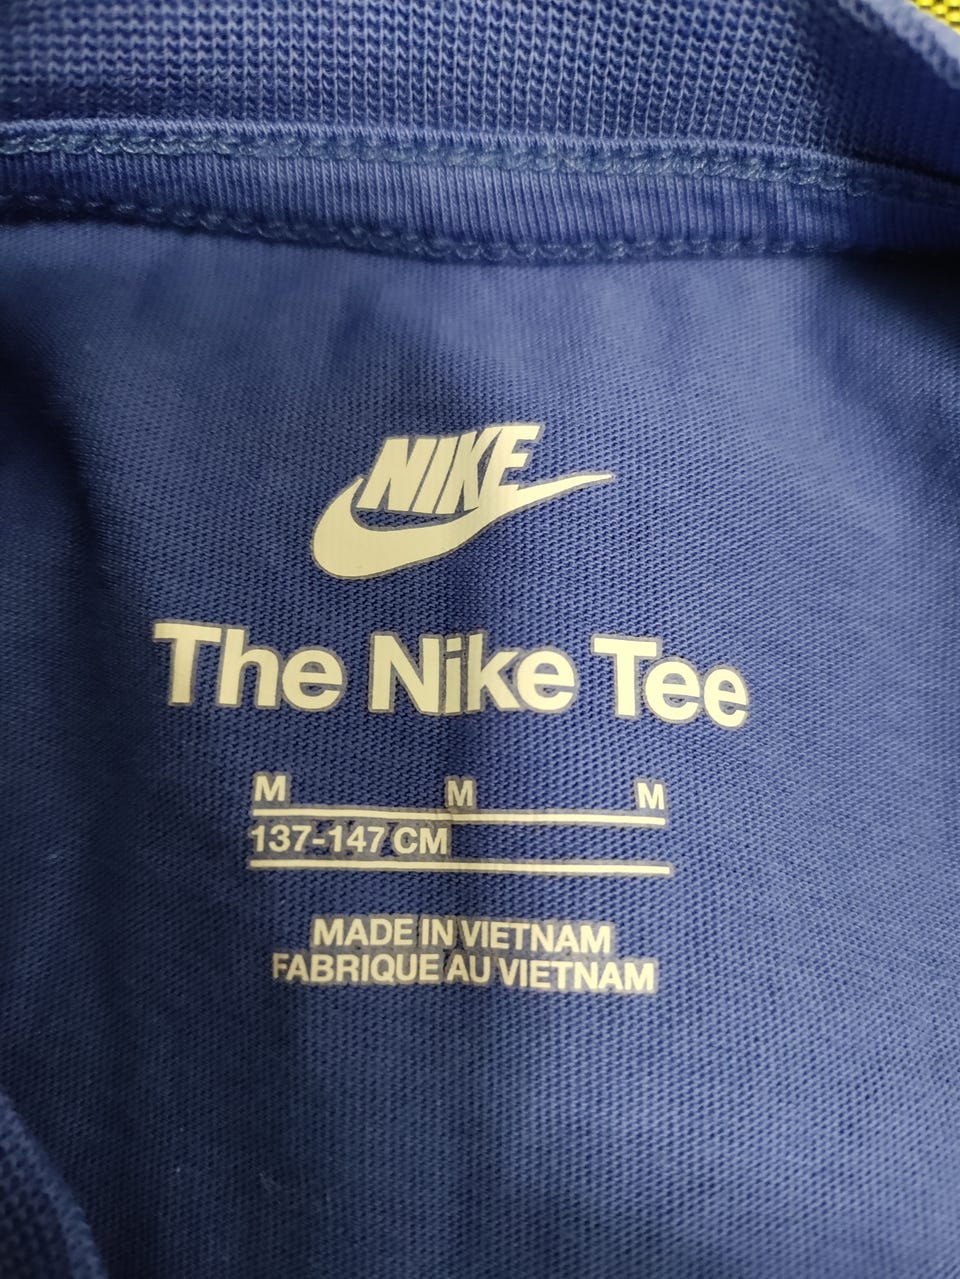 NIKE
The Nike Tee
M M M
137-147 CM
MADE IN VIETNAM
FABRIQUE AU VIETNAM